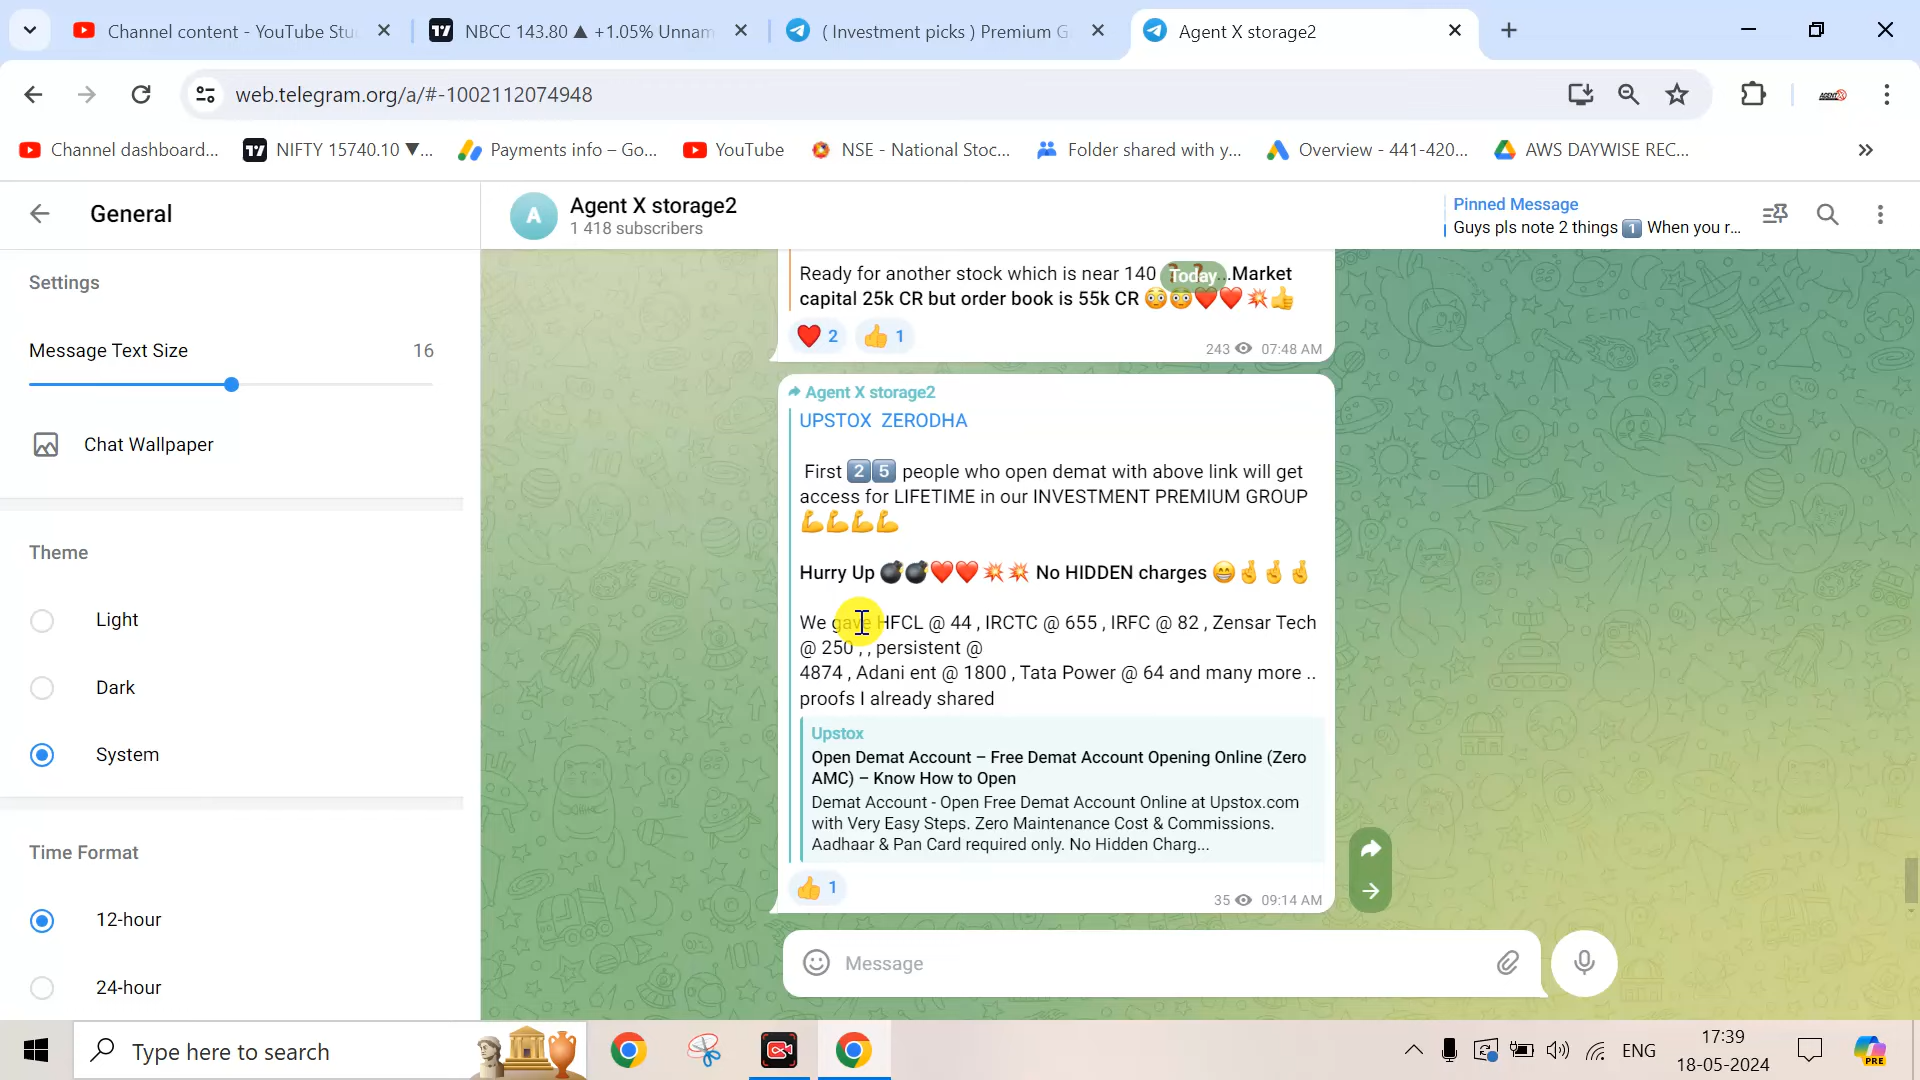 Channel content - YouTube Stu
NBCC 143.80 ▲ +1.05% Unnam
( Investment picks ) Premium G
Agent X storage2
web.telegram.org/a/#-1002112074948
Channel dashboard...
NIFTY 15740.10 ▼...
Payments info – Go...
YouTube
NSE - National Stoc...
Folder shared with y...
Overview - 441-420...
AWS DAYWISE REC...
General
A
Agent X storage2
1 418 subscribers
Pinned Message
Guys pls note 2 things 1️⃣ When you r...
Settings
Message Text Size 16
Chat Wallpaper
Theme
Light
Dark
System
Time Format
12-hour
24-hour
Today
Ready for another stock which is near 140 ...Market
capital 25k CR but order book is 55k CR 😳😳❤️❤️💥👍
❤️ 2 👍 1
243 07:48 AM
Agent X storage2
UPSTOX ZERODHA
First 2️⃣5️⃣ people who open demat with above link will get
access for LIFETIME in our INVESTMENT PREMIUM GROUP
💪💪💪💪
Hurry Up 💣💣❤️❤️💥💥 No HIDDEN charges 😁🤞🤞🤞
We gave HFCL @ 44 , IRCTC @ 655 , IRFC @ 82 , Zensar Tech
@ 250 , , persistent @
4874 , Adani ent @ 1800 , Tata Power @ 64 and many more ..
proofs I already shared
Upstox
Open Demat Account – Free Demat Account Opening Online (Zero
AMC) – Know How to Open
Demat Account - Open Free Demat Account Online at Upstox.com
with Very Easy Steps. Zero Maintenance Cost & Commissions.
Aadhaar & Pan Card required only. No Hidden Charg...
👍 1
35 09:14 AM
Message
Type here to search
ENG
17:39
18-05-2024
PRE